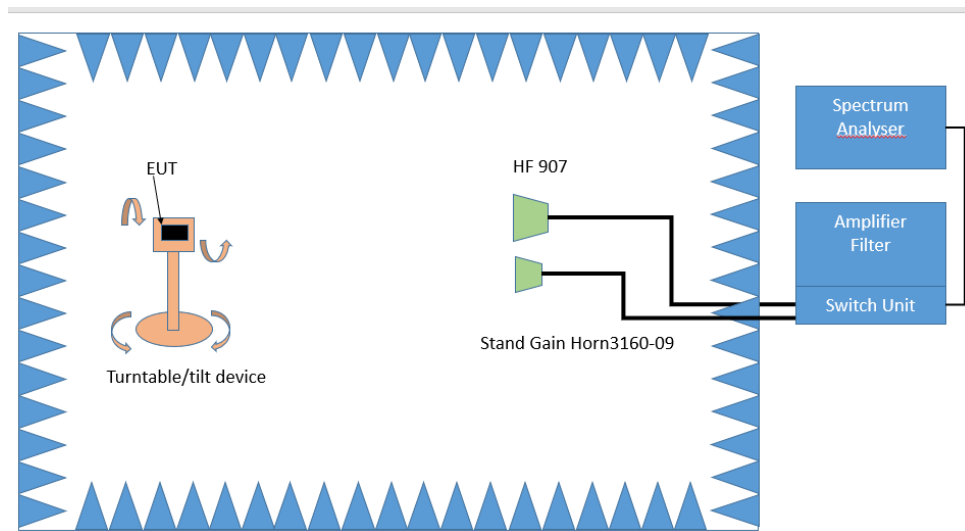 Spectrum
Analyser
EUT
HF 907
Amplifier
Filter
Switch Unit
Stand Gain Horn3160-09
Turntable/tilt device